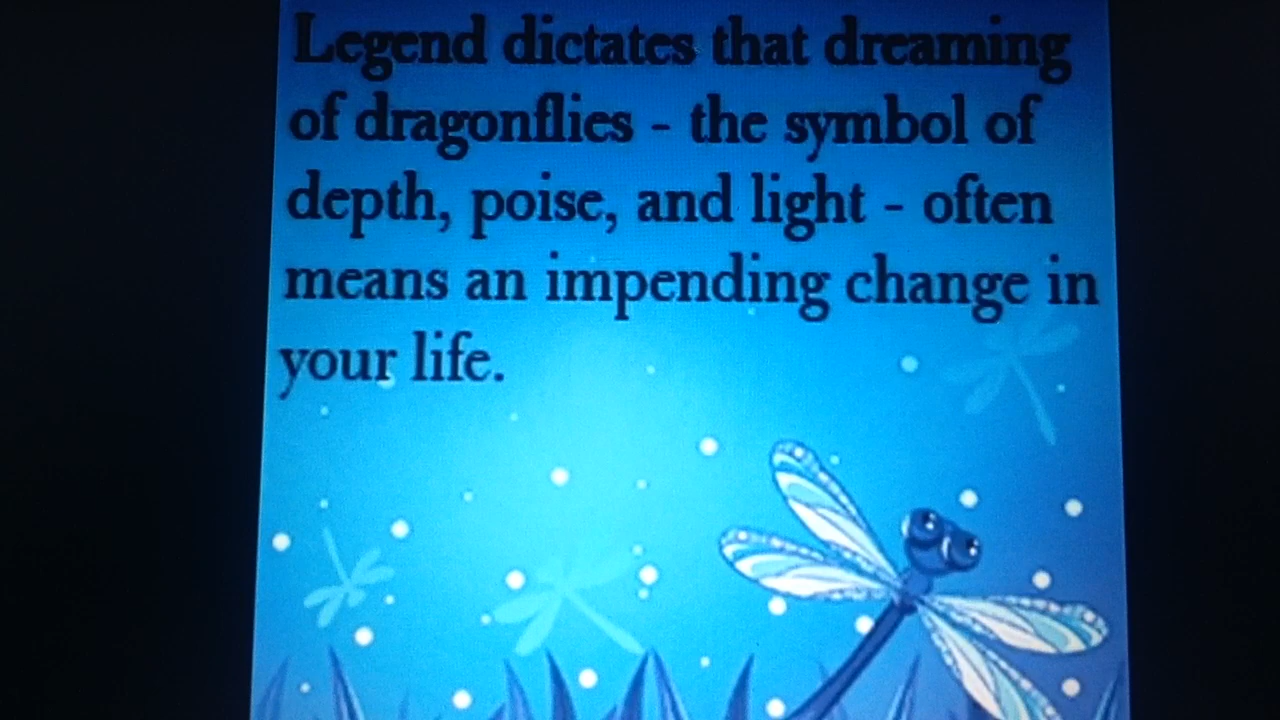 Legend dictates that dreaming
of dragonflies - the symbol of
depth, poise, and light - often
means an impending change in
your life.